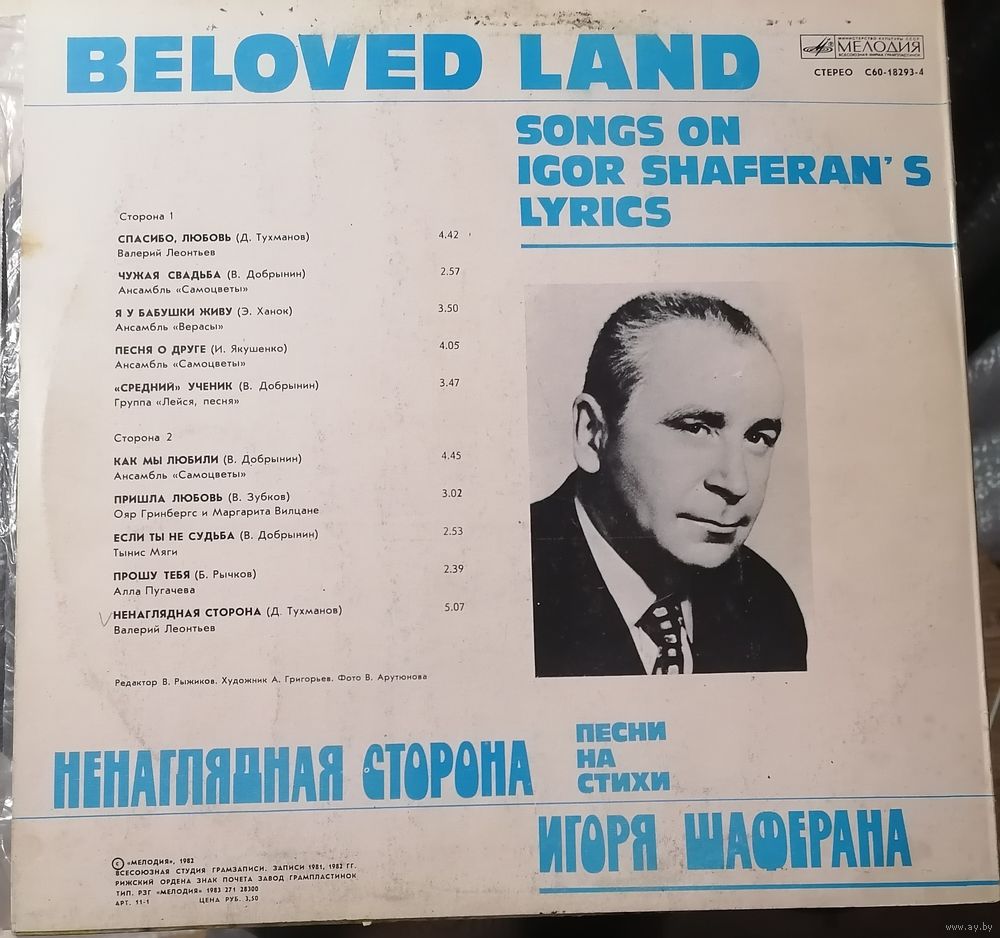 BELOVED LAND
МИНИСТЕРСТВО КУЛЬТУРЫ СССР
МЕЛОДИЯ
ВСЕСОЮЗНАЯ ФИРМА ГРАМПЛАСТИНОК
СТЕРЕО С60-18293-4
SONGS ON
IGOR SHAFERAN'S
LYRICS
Сторона 1
СПАСИБО, ЛЮБОВЬ (Д. Тухманов) 4.42
Валерий Леонтьев
ЧУЖАЯ СВАДЬБА (В. Добрынин) 2.57
Ансамбль «Самоцветы»
Я У БАБУШКИ ЖИВУ (Э. Ханок) 3.50
Ансамбль «Верасы»
ПЕСНЯ О ДРУГЕ (И. Якушенко) 4.05
Ансамбль «Самоцветы»
«СРЕДНИЙ» УЧЕНИК (В. Добрынин) 3.47
Группа «Лейся, песня»
Сторона 2
КАК МЫ ЛЮБИЛИ (В. Добрынин) 4.45
Ансамбль «Самоцветы»
ПРИШЛА ЛЮБОВЬ (В. Зубков) 3.02
Ояр Гринбергс и Маргарита Вилцане
ЕСЛИ ТЫ НЕ СУДЬБА (В. Добрынин) 2.53
Тынис Мяги
ПРОШУ ТЕБЯ (Б. Рычков) 2.39
Алла Пугачева
НЕНАГЛЯДНАЯ СТОРОНА (Д. Тухманов) 5.07
Валерий Леонтьев
Редактор В. Рыжиков. Художник А. Григорьев. Фото В. Арутюнова
НЕНАГЛЯДНАЯ СТОРОНА
ПЕСНИ
НА
СТИХИ
ИГОРЯ ШАФЕРАНА
© «МЕЛОДИЯ», 1982
ВСЕСОЮЗНАЯ СТУДИЯ ГРАМЗАПИСИ. ЗАПИСИ 1981, 1982 ГГ.
РИЖСКИЙ ОРДЕНА ЗНАК ПОЧЕТА ЗАВОД ГРАМПЛАСТИНОК
ТИП. РЗГ «МЕЛОДИЯ» 1983 271 28300
АРТ. 11-1 ЦЕНА РУБ. 3,50
www.ay.by